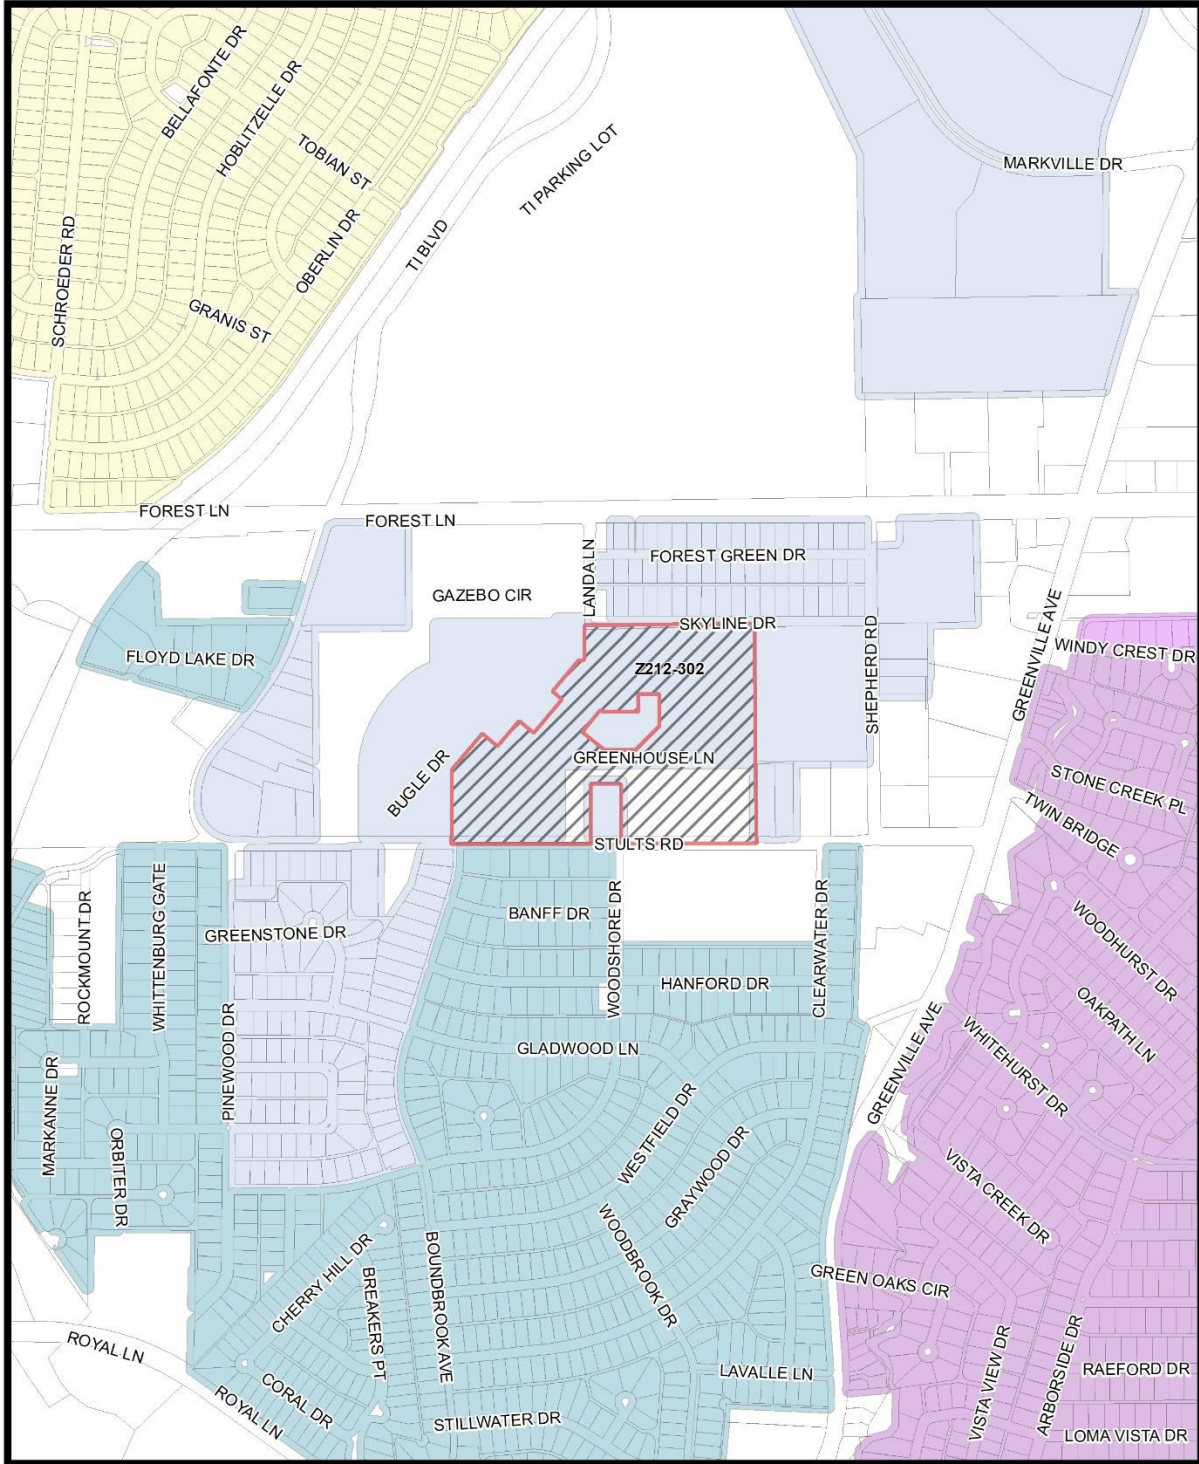 BELLAFONTE DR
HOBLITZELLE DR
TOBIAN ST
TI PARKING LOT
MARKVILLE DR
SCHROEDER RD
OBERLIN DR
TI BLVD
GRANIS ST
FOREST LN
FOREST LN
LANDA LN
FOREST GREEN DR
GAZEBO CIR
SKYLINE DR
SHEPHERD RD
GREENVILLE AVE
WINDY CREST DR
FLOYD LAKE DR
Z212-302
BUGLE DR
GREENHOUSE LN
STONE CREEK PL
TWIN BRIDGE
STULTS RD
ROCKMOUNT DR
WHITTENBURG GATE
GREENSTONE DR
BANFF DR
WOODSHORE DR
CLEARWATER DR
WOODHURST DR
HANFORD DR
OAKPATH LN
PINEWOOD DR
GLADWOOD LN
GREENVILLE AVE
WHITEHURST DR
MARKANNE DR
ORBITER DR
WESTFIELD DR
GRAYWOOD DR
VISTA CREEK DR
CHERRY HILL DR
BREAKERS PT
BOUNDBROOK AVE
WOODBROOK DR
GREEN OAKS CIR
ROYAL LN
CORAL DR
ROYAL LN
LAVALLE LN
VISTA VIEW DR
ARBORSIDE DR
RAEFORD DR
STILLWATER DR
LOMA VISTA DR